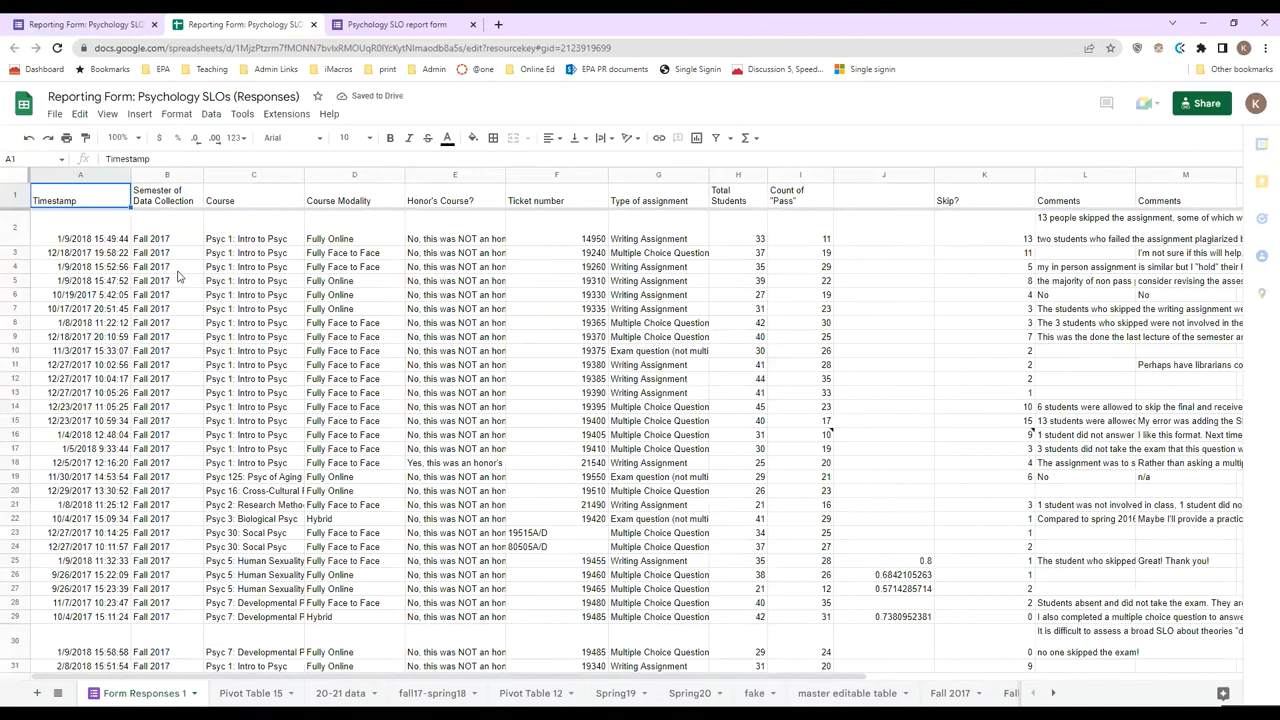 Reporting Form: Psychology SLO
Reporting Form: Psychology SLO
Psychology SLO report form
docs.google.com/spreadsheets/d/
/edit?resourcekey#gid=2123919699
Dashboard Bookmarks EPA Teaching Admin Links iMacros print Admin @one Online Ed EPA PR documents Single Signin Discussion 5, Speed... Single signin Other bookmarks
Reporting Form: Psychology SLOs (Responses) Saved to Drive
File Edit View Insert Format Data Tools Extensions Help
Share
K
100% $ % .0 .00 123 Arial 10 B I S A
A1 fx Timestamp
A B C D E F G H I J K L M
1 Timestamp Semester of Data Collection Course Course Modality Honor's Course? Ticket number Type of assignment Total Students Count of "Pass" Skip? Comments Comments
13 people skipped the assignment, some of which w
2 1/9/2018 15:49:44 Fall 2017 Psyc 1: Intro to Psyc Fully Online No, this was NOT an hon 14950 Writing Assignment 33 11 13 two students who failed the assignment plagiarized b
3 12/18/2017 19:58:22 Fall 2017 Psyc 1: Intro to Psyc Fully Face to Face No, this was NOT an hon 19240 Multiple Choice Question 37 19 11 I'm not sure if this will help.
4 1/9/2018 15:52:56 Fall 2017 Psyc 1: Intro to Psyc Fully Face to Face No, this was NOT an hon 19260 Writing Assignment 35 29 5 my in person assignment is similar but I "hold" their h
5 1/9/2018 15:47:52 Fall 2017 Psyc 1: Intro to Psyc Fully Online No, this was NOT an hon 19310 Writing Assignment 39 22 8 the majority of non pass consider revising the asses
6 10/19/2017 5:42:05 Fall 2017 Psyc 1: Intro to Psyc Fully Online No, this was NOT an hon 19330 Writing Assignment 27 19 4 No No
7 10/17/2017 20:51:45 Fall 2017 Psyc 1: Intro to Psyc Fully Online No, this was NOT an hon 19335 Writing Assignment 31 23 3 The students who skipped the writing assignment we
8 1/8/2018 11:22:12 Fall 2017 Psyc 1: Intro to Psyc Fully Face to Face No, this was NOT an hon 19365 Multiple Choice Question 42 30 3 The 3 students who skipped were not involved in the
9 12/18/2017 20:10:59 Fall 2017 Psyc 1: Intro to Psyc Fully Face to Face No, this was NOT an hon 19370 Multiple Choice Question 40 25 7 This was the done the last lecture of the semester ar
10 11/3/2017 15:33:07 Fall 2017 Psyc 1: Intro to Psyc Fully Face to Face No, this was NOT an hon 19375 Exam question (not multi 30 26 2
11 12/27/2017 10:02:56 Fall 2017 Psyc 1: Intro to Psyc Fully Face to Face No, this was NOT an hon 19380 Writing Assignment 41 28 2 Perhaps have librarians co
12 12/27/2017 10:04:17 Fall 2017 Psyc 1: Intro to Psyc Fully Face to Face No, this was NOT an hon 19385 Writing Assignment 44 35 2
13 12/27/2017 10:05:26 Fall 2017 Psyc 1: Intro to Psyc Fully Face to Face No, this was NOT an hon 19390 Writing Assignment 41 33 1
14 12/23/2017 11:05:25 Fall 2017 Psyc 1: Intro to Psyc Fully Face to Face No, this was NOT an hon 19395 Multiple Choice Question 45 23 10 6 students were allowed to skip the final and receive
15 12/23/2017 10:59:34 Fall 2017 Psyc 1: Intro to Psyc Fully Face to Face No, this was NOT an hon 19400 Multiple Choice Question 40 17 15 13 students were allowed My error was adding the S
16 1/4/2018 12:48:04 Fall 2017 Psyc 1: Intro to Psyc Fully Face to Face No, this was NOT an hon 19405 Multiple Choice Question 31 10 9 1 student did not answer I like this format. Next time
17 1/5/2018 9:33:44 Fall 2017 Psyc 1: Intro to Psyc Fully Face to Face No, this was NOT an hon 19410 Multiple Choice Question 30 19 3 3 students did not take the exam that this question w
18 12/5/2017 12:16:20 Fall 2017 Psyc 1: Intro to Psyc Fully Face to Face Yes, this was an honor's 21540 Writing Assignment 25 20 4 The assignment was to s Rather than asking a multi
19 11/30/2017 14:53:54 Fall 2017 Psyc 125: Psyc of Aging Fully Face to Face No, this was NOT an hon 19550 Exam question (not multi 29 21 6 No n/a
20 12/29/2017 13:30:52 Fall 2017 Psyc 16: Cross-Cultural F Fully Face to Face No, this was NOT an hon 19510 Multiple Choice Question 26 23
21 1/8/2018 11:25:12 Fall 2017 Psyc 2: Research Metho Fully Face to Face No, this was NOT an hon 21490 Writing Assignment 21 16 3 1 student was not involved in class, 1 student did no
22 10/4/2017 15:09:34 Fall 2017 Psyc 3: Biological Psyc Hybrid No, this was NOT an hon 19420 Exam question (not multi 41 29 1 Compared to spring 2016 Maybe I'll provide a practic
23 12/27/2017 10:14:25 Fall 2017 Psyc 30: Socal Psyc Fully Face to Face No, this was NOT an hon 19515A/D Multiple Choice Question 34 25 1
24 12/27/2017 10:11:57 Fall 2017 Psyc 30: Socal Psyc Fully Face to Face No, this was NOT an hon 80505A/D Multiple Choice Question 37 27 2
25 1/9/2018 11:32:33 Fall 2017 Psyc 5: Human Sexuality Fully Face to Face No, this was NOT an hon 19455 Writing Assignment 35 28 0.8 1 The student who skipped Great! Thank you!
26 9/26/2017 15:22:09 Fall 2017 Psyc 5: Human Sexuality Fully Online No, this was NOT an hon 19460 Multiple Choice Question 38 26 0.6842105263 1
27 9/26/2017 15:23:39 Fall 2017 Psyc 5: Human Sexuality Fully Online No, this was NOT an hon 19465 Multiple Choice Question 21 12 0.5714285714 2
28 11/7/2017 10:23:47 Fall 2017 Psyc 7: Developmental P Fully Face to Face No, this was NOT an hon 19480 Multiple Choice Question 40 35 2 Students absent and did not take the exam. They are
29 10/4/2017 15:11:24 Fall 2017 Psyc 7: Developmental P Hybrid No, this was NOT an hon 19485 Multiple Choice Question 42 31 0.7380952381 0 I also completed a multiple choice question to assess
It is difficult to assess a broad SLO about theories "d
30 1/9/2018 15:58:58 Fall 2017 Psyc 7: Developmental P Fully Online No, this was NOT an hon 19485 Multiple Choice Question 29 24 0 no one skipped the exam!
31 2/8/2018 15:51:54 Fall 2017 Psyc 1: Intro to Psyc Fully Online No, this was NOT an hon 19340 Writing Assignment 31 20 9
Form Responses 1 Pivot Table 15 20-21 data fall17-spring18 Pivot Table 12 Spring19 Spring20 fake master editable table Fall 2017 Fall